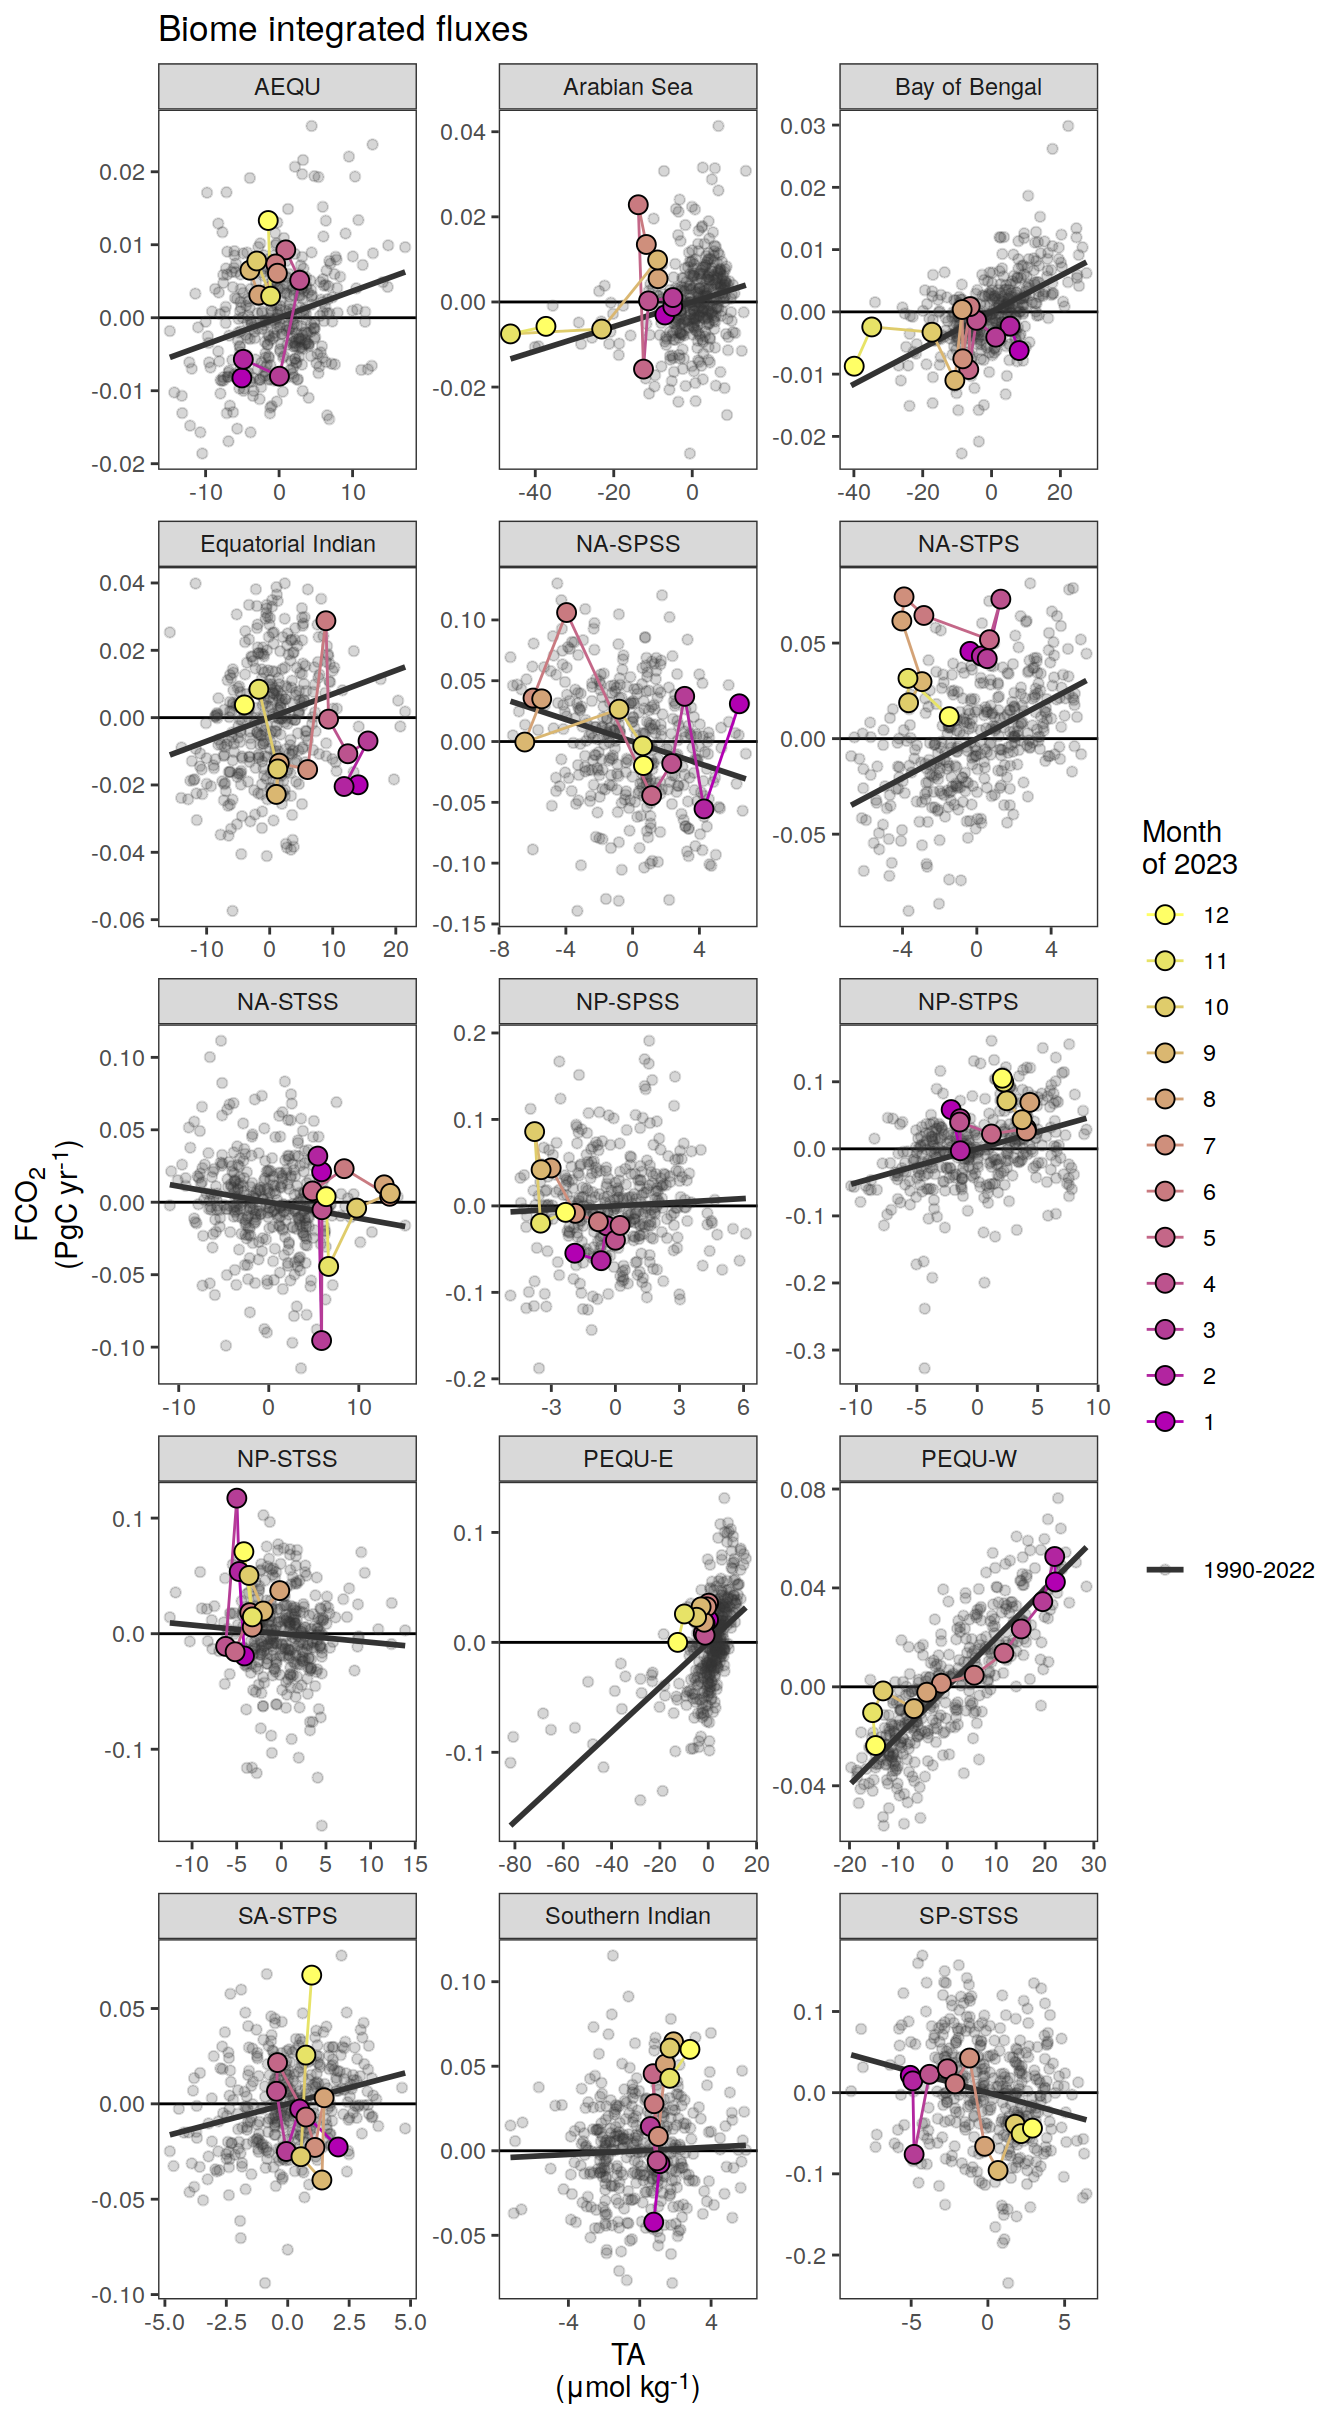 Biome integrated fluxes
AEQU Arabian Sea Bay of Bengal
0.02 0.01 0.00 -0.01 -0.02
0.04 0.02 0.00 -0.02
0.03 0.02 0.01 0.00 -0.01 -0.02
-10 0 10 -40 -20 0 -40 -20 0 20
Equatorial Indian NA-SPSS NA-STPS
0.04 0.02 0.00 -0.02 -0.04 -0.06
0.10 0.05 0.00 -0.05 -0.10 -0.15
0.05 0.00 -0.05
-10 0 10 20 -8 -4 0 4 -4 0 4
NA-STSS NP-SPSS NP-STPS
0.10 0.05 0.00 -0.05 -0.10
0.2 0.1 0.0 -0.1 -0.2
0.1 0.0 -0.1 -0.2 -0.3
-10 0 10 -3 0 3 6 -10 -5 0 5 10
NP-STSS PEQU-E PEQU-W
0.1 0.0 -0.1
0.1 0.0 -0.1
0.08 0.04 0.00 -0.04
-10 -5 0 5 10 15 -80 -60 -40 -20 0 20 -20 -10 0 10 20 30
SA-STPS Southern Indian SP-STSS
0.05 0.00 -0.05 -0.10
0.10 0.05 0.00 -0.05
0.1 0.0 -0.1 -0.2
-5.0 -2.5 0.0 2.5 5.0 -4 0 4 -5 0 5
FCO₂
(PgC yr⁻¹)
TA
(µmol kg⁻¹)
Month
of 2023
12
11
10
9
8
7
6
5
4
3
2
1
1990-2022